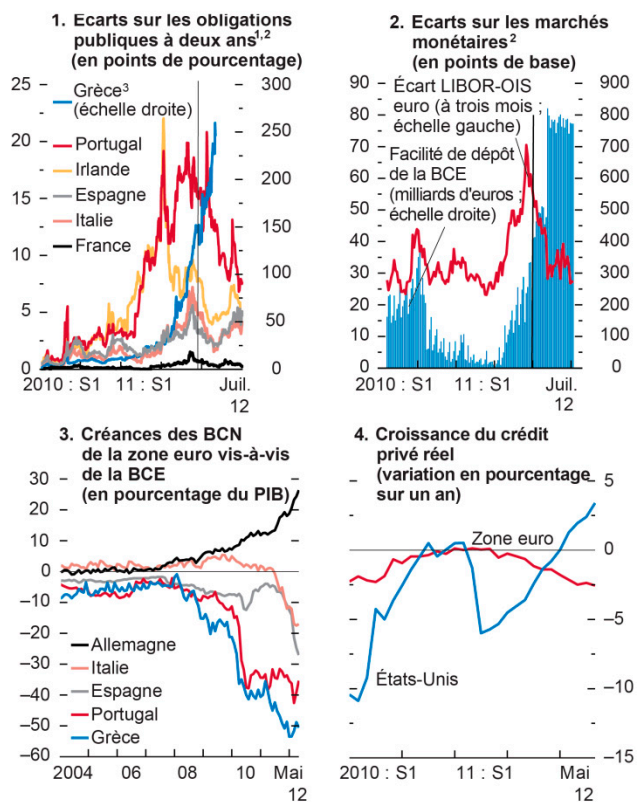 1. Ecarts sur les obligations
publiques à deux ans1,2
(en points de pourcentage)
25
20
15
10
5
0
300
250
200
150
100
50
0
Grèce3
(échelle droite)
Portugal
Irlande
Espagne
Italie
France
2010 : S1
11 : S1
Juil.
12
2. Ecarts sur les marchés
monétaires2
(en points de base)
90
80
70
60
50
40
30
20
10
0
900
800
700
600
500
400
300
200
100
0
Écart LIBOR-OIS
euro (à trois mois ;
échelle gauche)
Facilité de dépôt
de la BCE
(milliards d'euros ;
échelle droite)
2010 : S1
11 : S1
Juil.
12
3. Créances des BCN
de la zone euro vis-à-vis
de la BCE
(en pourcentage du PIB)
30
20
10
0
–10
–20
–30
–40
–50
–60
Allemagne
Italie
Espagne
Portugal
Grèce
2004
06
08
10
Mai
12
4. Croissance du crédit
privé réel
(variation en pourcentage
sur un an)
5
0
–5
–10
–15
Zone euro
États-Unis
2010 : S1
11 : S1
Mai
12